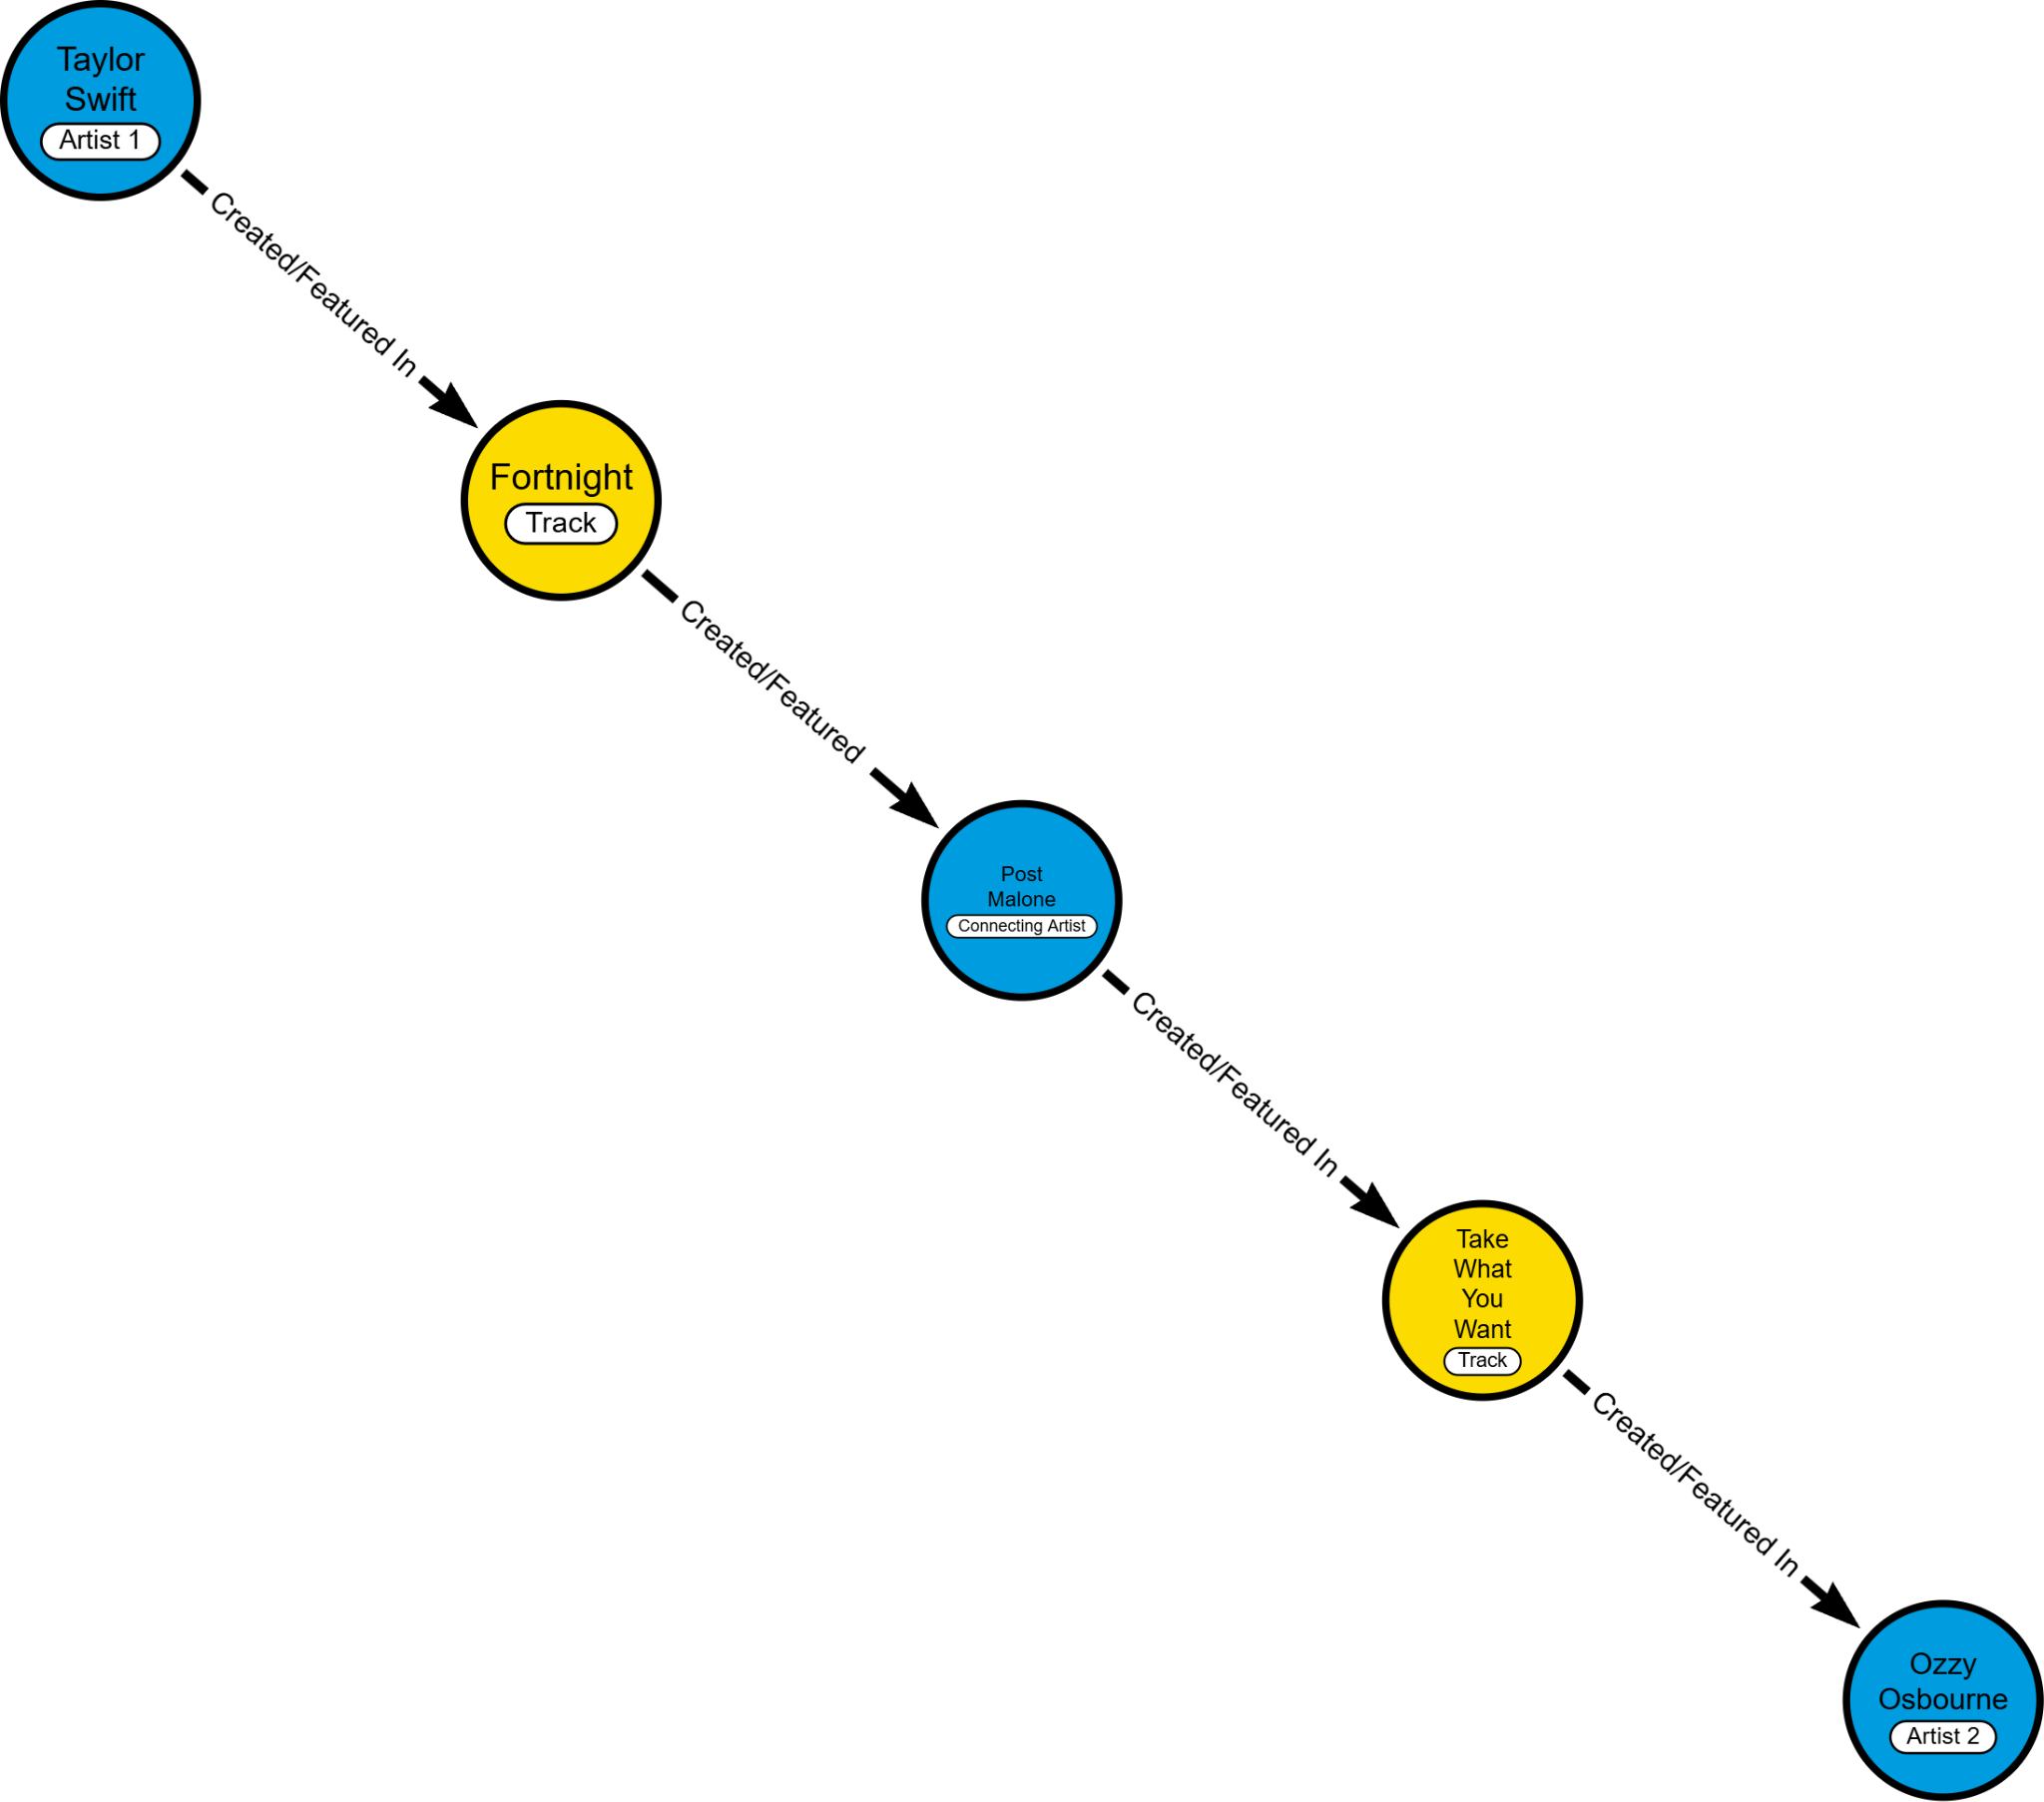 Taylor
Swift
Artist 1
Created/Featured In
Fortnight
Track
Created/Featured
Post
Malone
Connecting Artist
Created/Featured In
Take
What
You
Want
Track
Created/Featured In
Ozzy
Osbourne
Artist 2